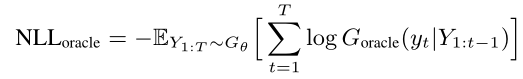 NLL_oracle = −𝔼_{Y_{1:T}∼G_θ} [ ∑_{t=1}^{T} log G_oracle(y_t|Y_{1:t−1}) ]